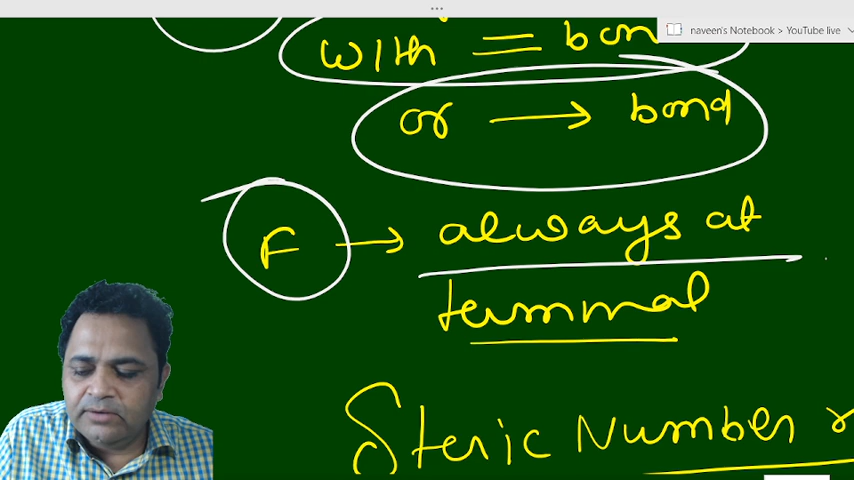 naveen's Notebook > YouTube live
with = bon
or → bond
F → always at
terminal
Steric Number